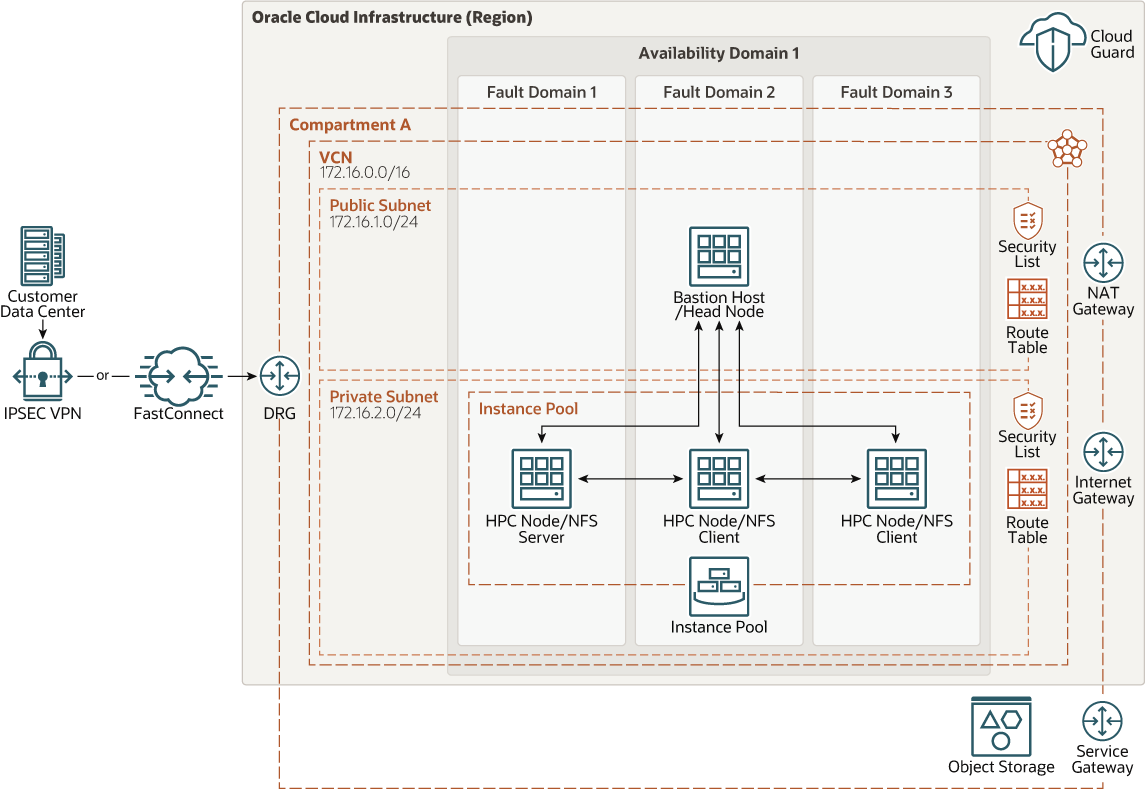 Oracle Cloud Infrastructure (Region)
Cloud
Guard
Availability Domain 1
Fault Domain 1
Fault Domain 2
Fault Domain 3
Compartment A
VCN
172.16.0.0/16
Public Subnet
172.16.1.0/24
Security
List
Route
Table
NAT
Gateway
Bastion Host
/Head Node
Customer
Data Center
IPSEC VPN
or
FastConnect
DRG
Private Subnet
172.16.2.0/24
Instance Pool
Security
List
Route
Table
Internet
Gateway
HPC Node/NFS
Server
HPC Node/NFS
Client
HPC Node/NFS
Client
Instance Pool
Object Storage
Service
Gateway